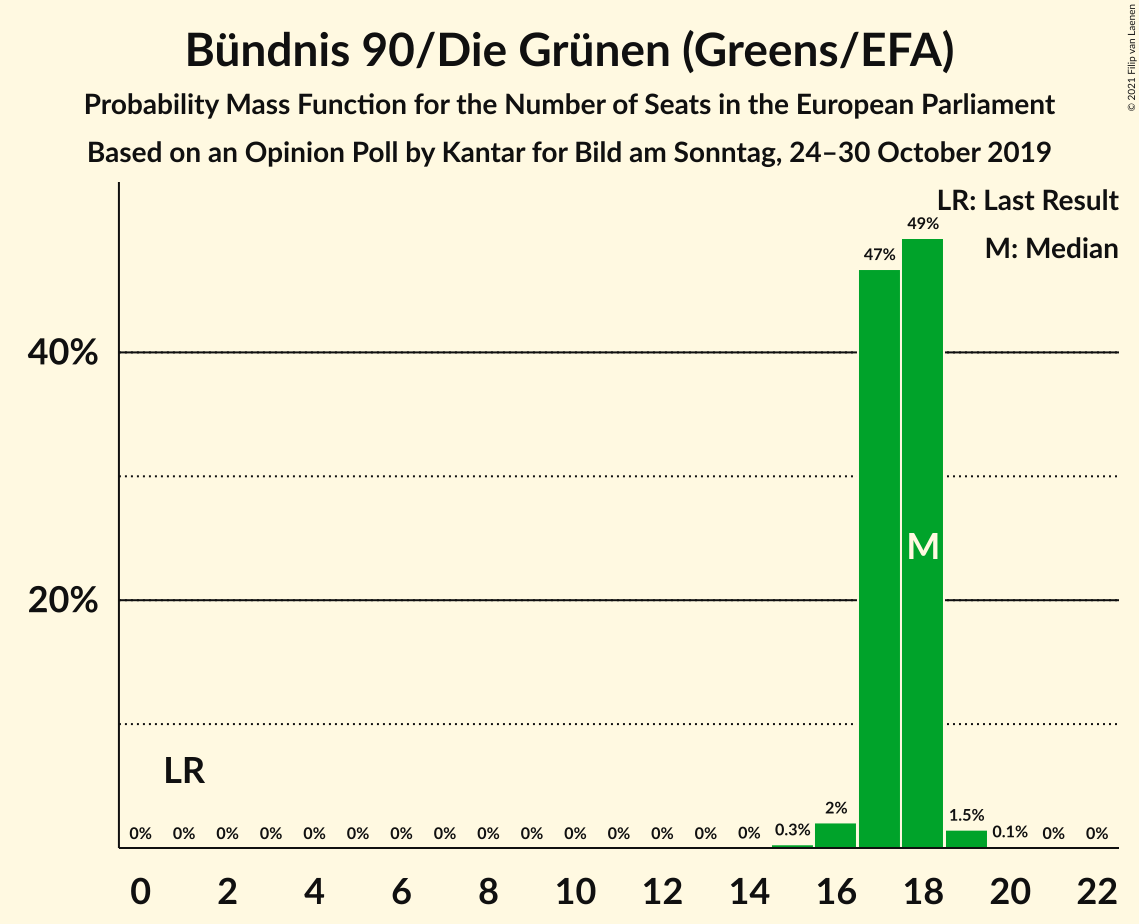 Bündnis 90/Die Grünen (Greens/EFA)
Probability Mass Function for the Number of Seats in the European Parliament
Based on an Opinion Poll by Kantar for Bild am Sonntag, 24–30 October 2019
© 2021 Filip van Laenen
LR: Last Result
M: Median
40%
20%
LR
M
0% 0% 0% 0% 0% 0% 0% 0% 0% 0% 0% 0% 0% 0% 0% 0.3% 2% 47% 49% 1.5% 0.1% 0% 0%
0 2 4 6 8 10 12 14 16 18 20 22